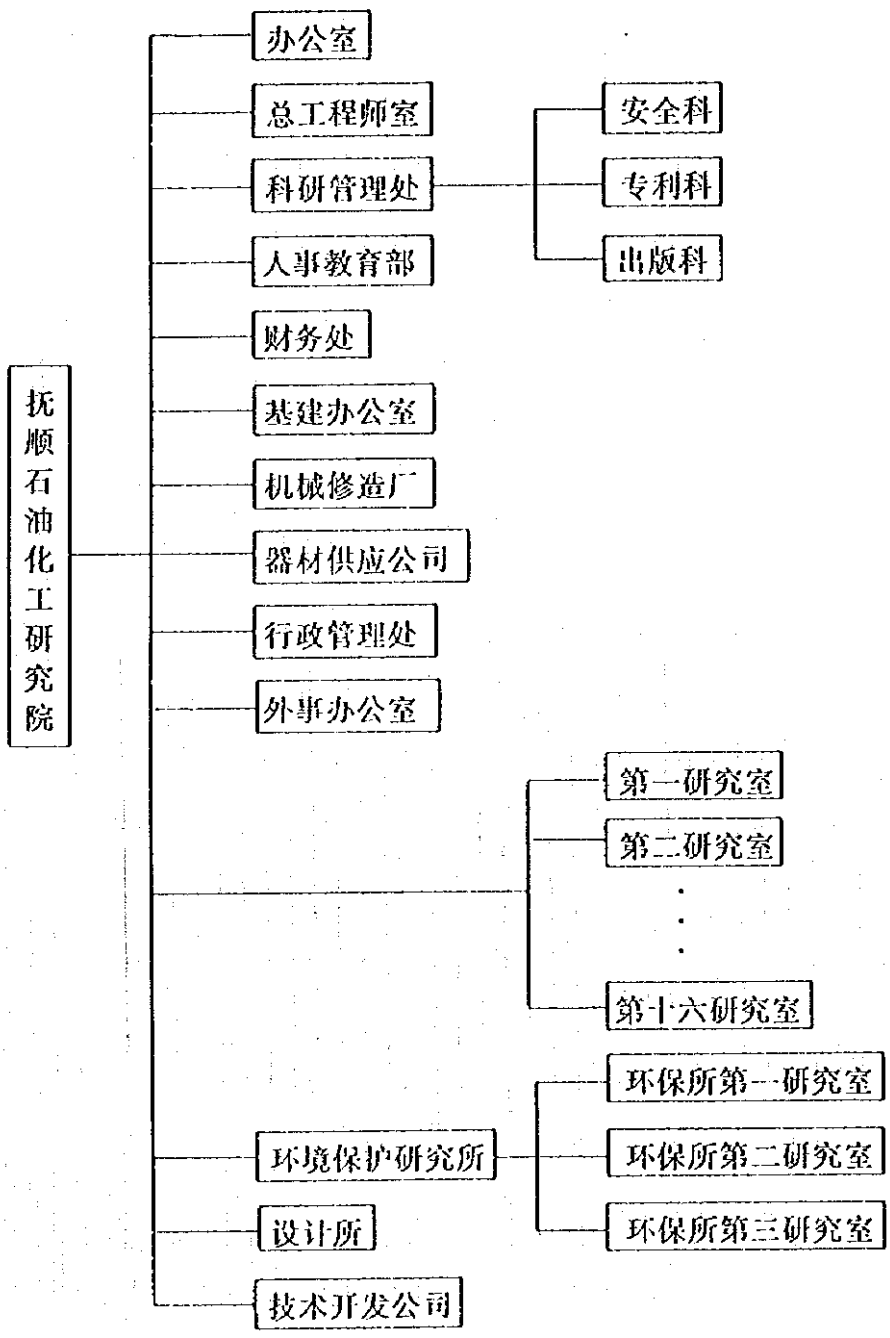 抚顺石油化工研究院
办公室
总工程师室
科研管理处
安全科
专利科
出版科
人事教育部
财务处
基建办公室
机械修造厂
器材供应公司
行政管理处
外事办公室
第一研究室
第二研究室
第十六研究室
环境保护研究所
环保所第一研究室
环保所第二研究室
环保所第三研究室
设计所
技术开发公司